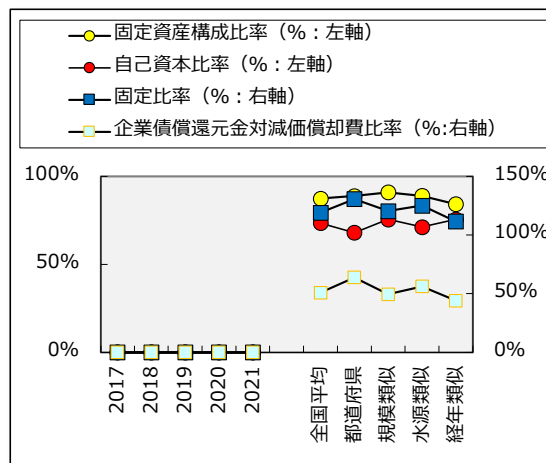 固定資産構成比率（%：左軸）
自己資本比率（%：左軸）
固定比率（%：右軸）
企業債償還元金対減価償却費比率（%:右軸）
100%
50%
0%
150%
100%
50%
0%
2017
2018
2019
2020
2021
全国平均
都道府県
規模類似
水源類似
経年類似